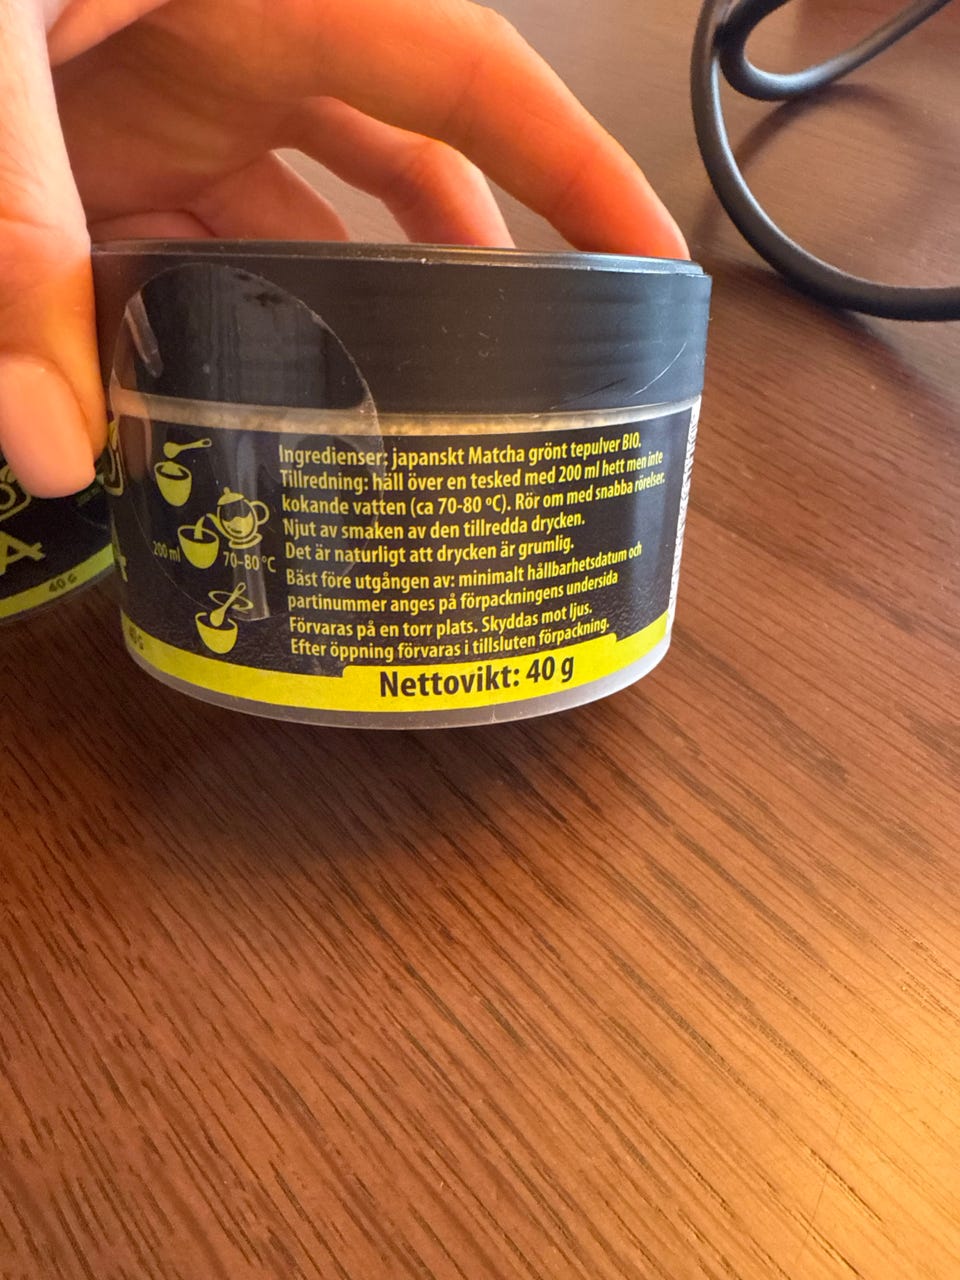 Ingredienser: japanskt Matcha grönt tepulver BIO.
Tillredning: häll över en tesked med 200 ml hett men inte
kokande vatten (ca 70-80 ºC). Rör om med snabba rörelser.
Njut av smaken av den tillredda drycken.
Det är naturligt att drycken är grumlig.
Bäst före utgången av: minimalt hållbarhetsdatum och
partinummer anges på förpackningens undersida
Förvaras på en torr plats. Skyddas mot ljus.
Efter öppning förvaras i tillsluten förpackning.
Nettovikt: 40 g
200 ml
70-80 °C
A
40 G